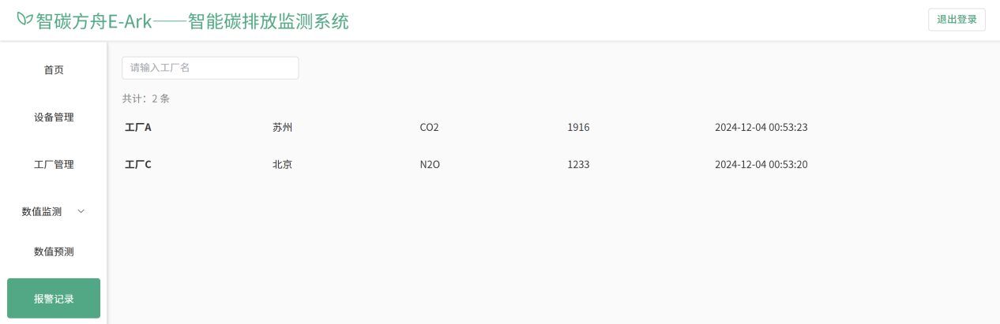 智碳方舟E-Ark——智能碳排放监测系统
退出登录
首页
设备管理
工厂管理
数值监测
数值预测
报警记录
请输入工厂名
共计：2 条
工厂A 苏州 CO2 1916 2024-12-04 00:53:23
工厂C 北京 N2O 1233 2024-12-04 00:53:20